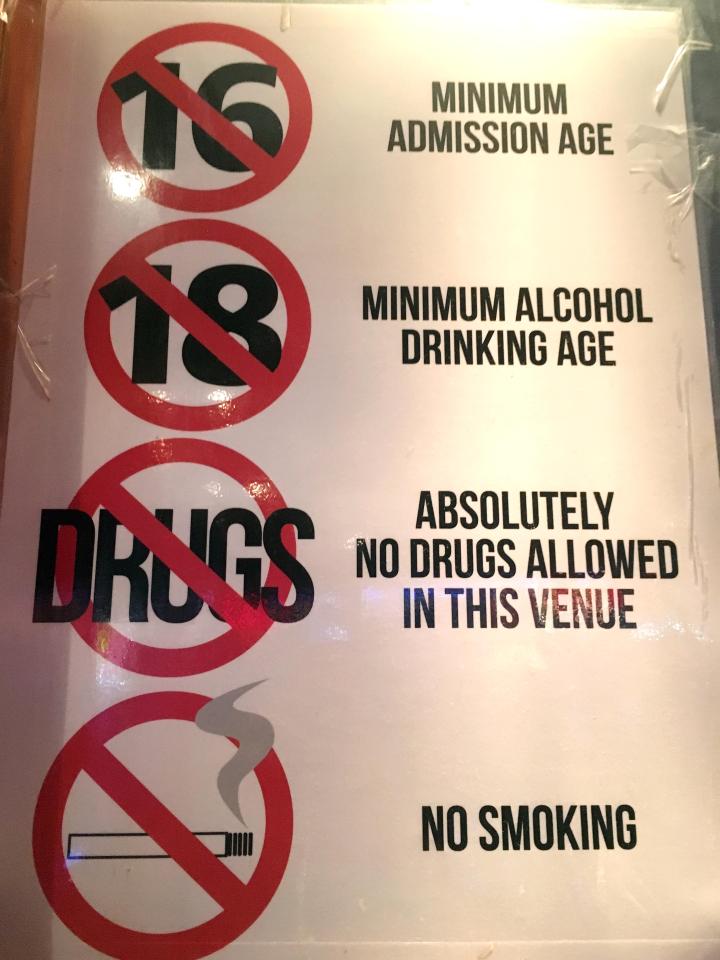 16
MINIMUM
ADMISSION AGE
18
MINIMUM ALCOHOL
DRINKING AGE
DRUGS
ABSOLUTELY
NO DRUGS ALLOWED
IN THIS VENUE
NO SMOKING